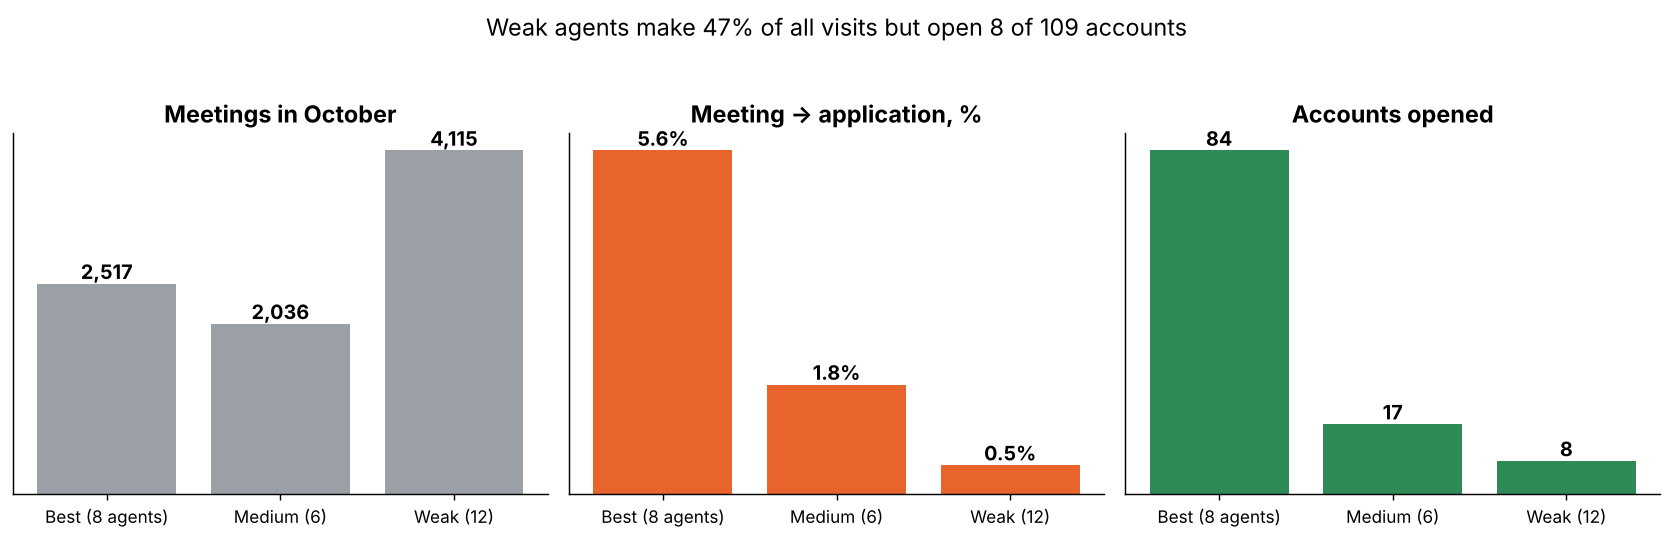 Weak agents make 47% of all visits but open 8 of 109 accounts
Meetings in October
4,115
2,517
2,036
Best (8 agents)
Medium (6)
Weak (12)
Meeting → application, %
5.6%
1.8%
0.5%
Best (8 agents)
Medium (6)
Weak (12)
Accounts opened
84
17
8
Best (8 agents)
Medium (6)
Weak (12)